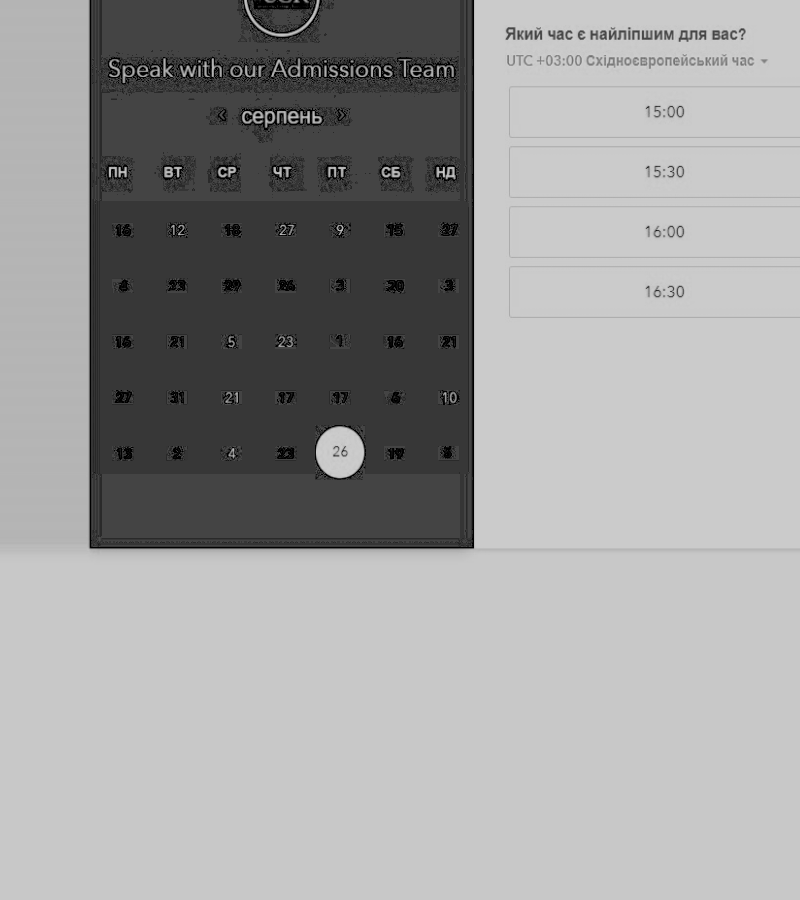 Speak with our Admissions Team
‹ серпень ›
ПН ВТ СР ЧТ ПТ СБ НД
16 12 18 27 9 15 27
23 29 26 3 20 3
16 21 5 23 1 16 21
27 31 21 17 17 6 10
13 2 4 23 26 19
Який час є найліпшим для вас?
UTC +03:00 Східноєвропейський час
15:00
15:30
16:00
16:30